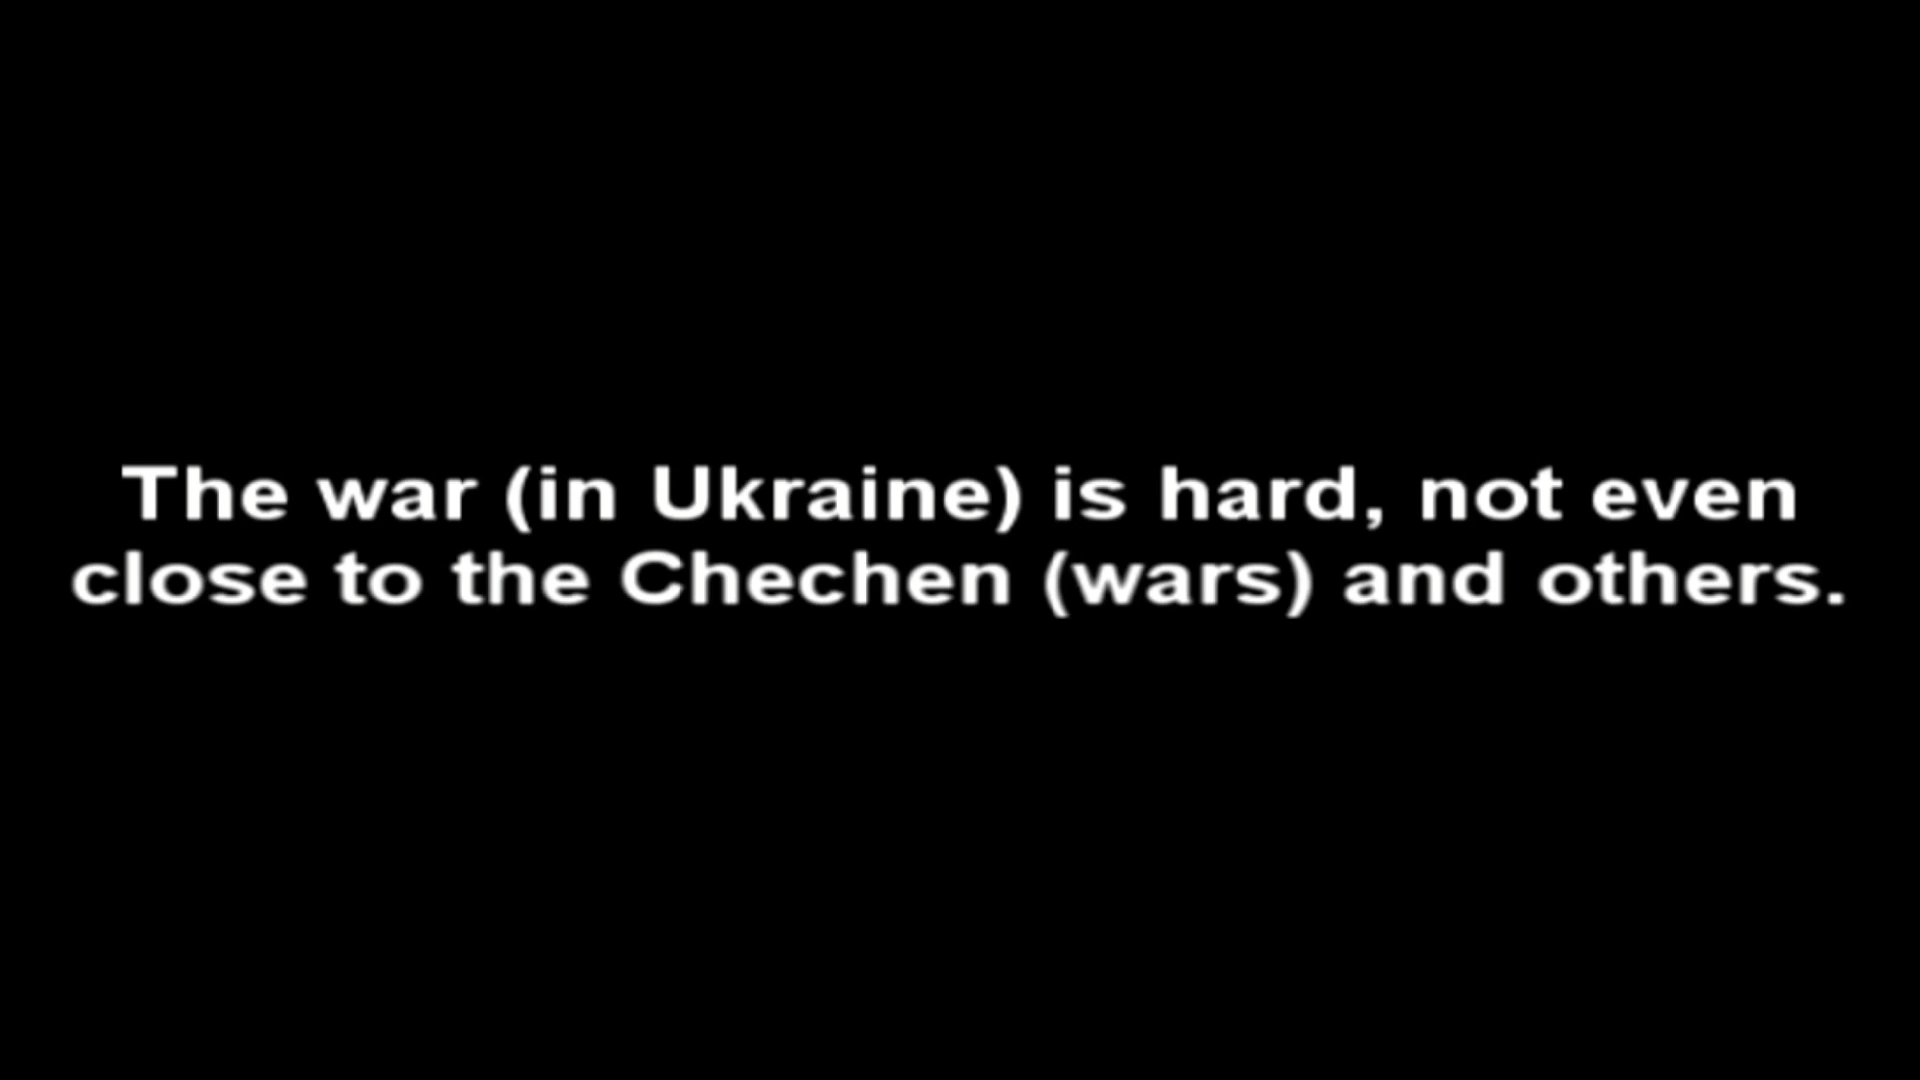 The war (in Ukraine) is hard, not even
close to the Chechen (wars) and others.